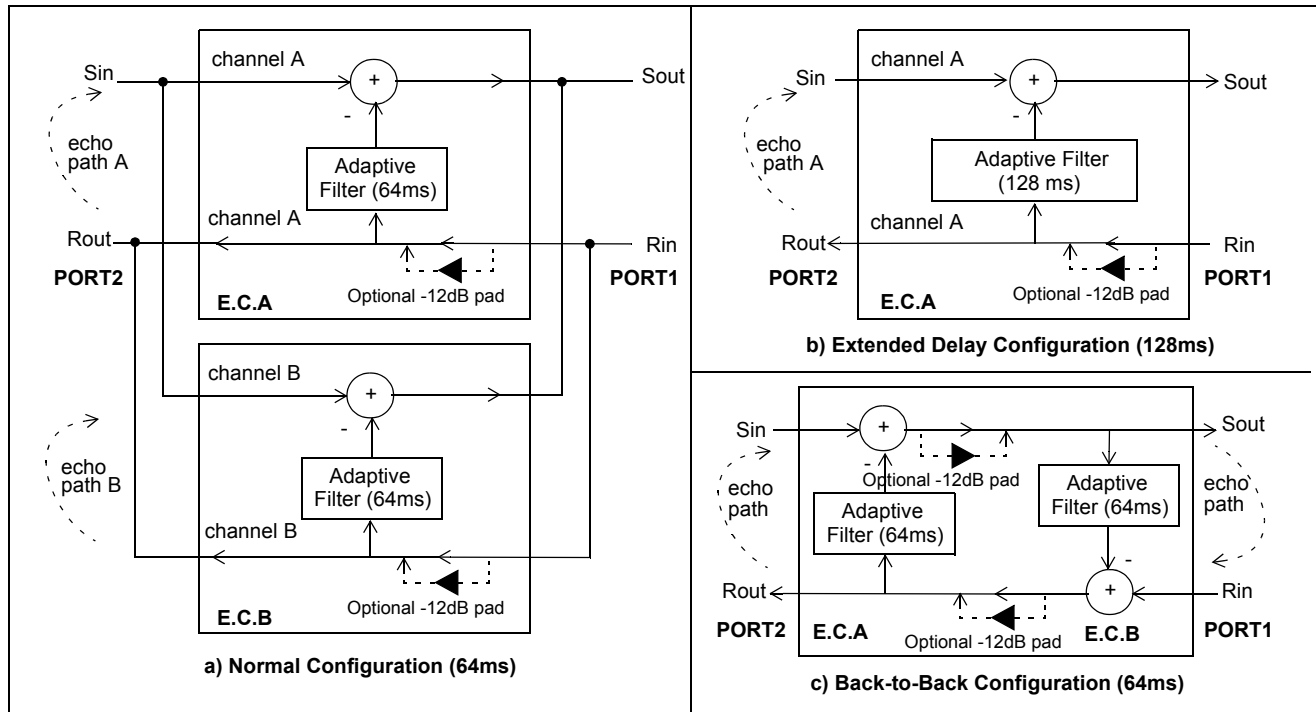 channel A
Sin
+
Sout
-
echo
path A
Adaptive
Filter (64ms)
channel A
Rout
Rin
PORT2
PORT1
Optional -12dB pad
E.C.A
channel B
+
-
echo
path B
Adaptive
Filter (64ms)
channel B
Optional -12dB pad
E.C.B
a) Normal Configuration (64ms)
channel A
Sin
+
Sout
-
echo
path A
Adaptive Filter
(128 ms)
channel A
Rout
Rin
PORT2
PORT1
Optional -12dB pad
E.C.A
b) Extended Delay Configuration (128ms)
Sin
+
Sout
-
Optional -12dB pad
echo
path
Adaptive
Filter (64ms)
Adaptive
Filter (64ms)
echo
path
-
Rout
+
Rin
PORT2
E.C.A
Optional -12dB pad
E.C.B
PORT1
c) Back-to-Back Configuration (64ms)